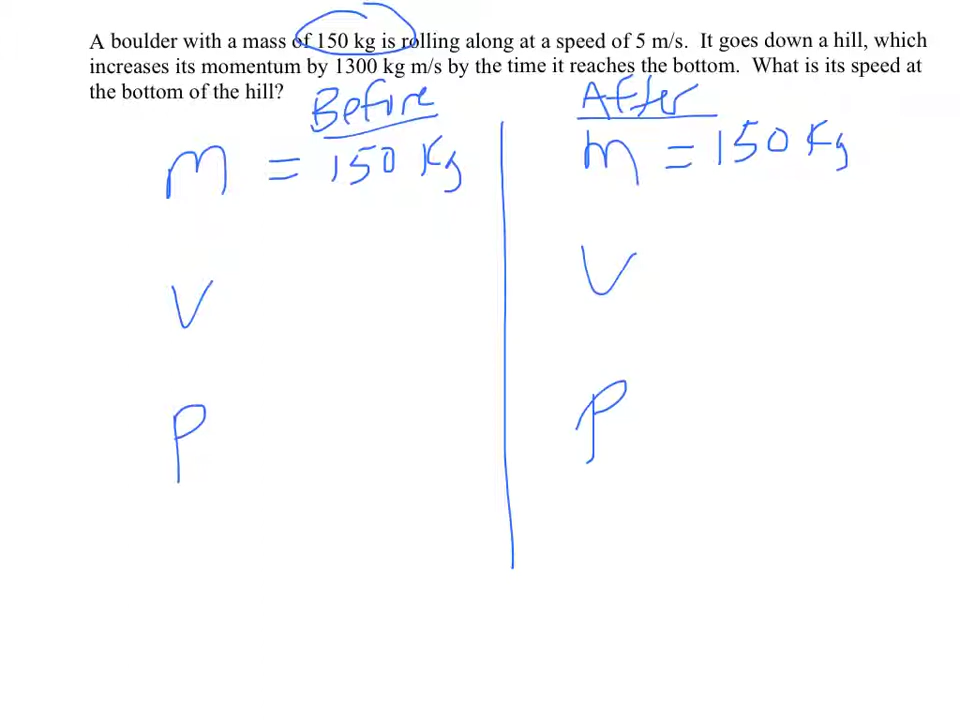 A boulder with a mass of 150 kg is rolling along at a speed of 5 m/s. It goes down a hill, which
increases its momentum by 1300 kg m/s by the time it reaches the bottom. What is its speed at
the bottom of the hill?
Before After
m = 150 Kg m = 150 Kg
V V
P P